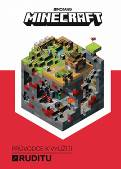 MOJANG
MINECRAFT
PRŮVODCE K VYUŽITÍ
RUDITU